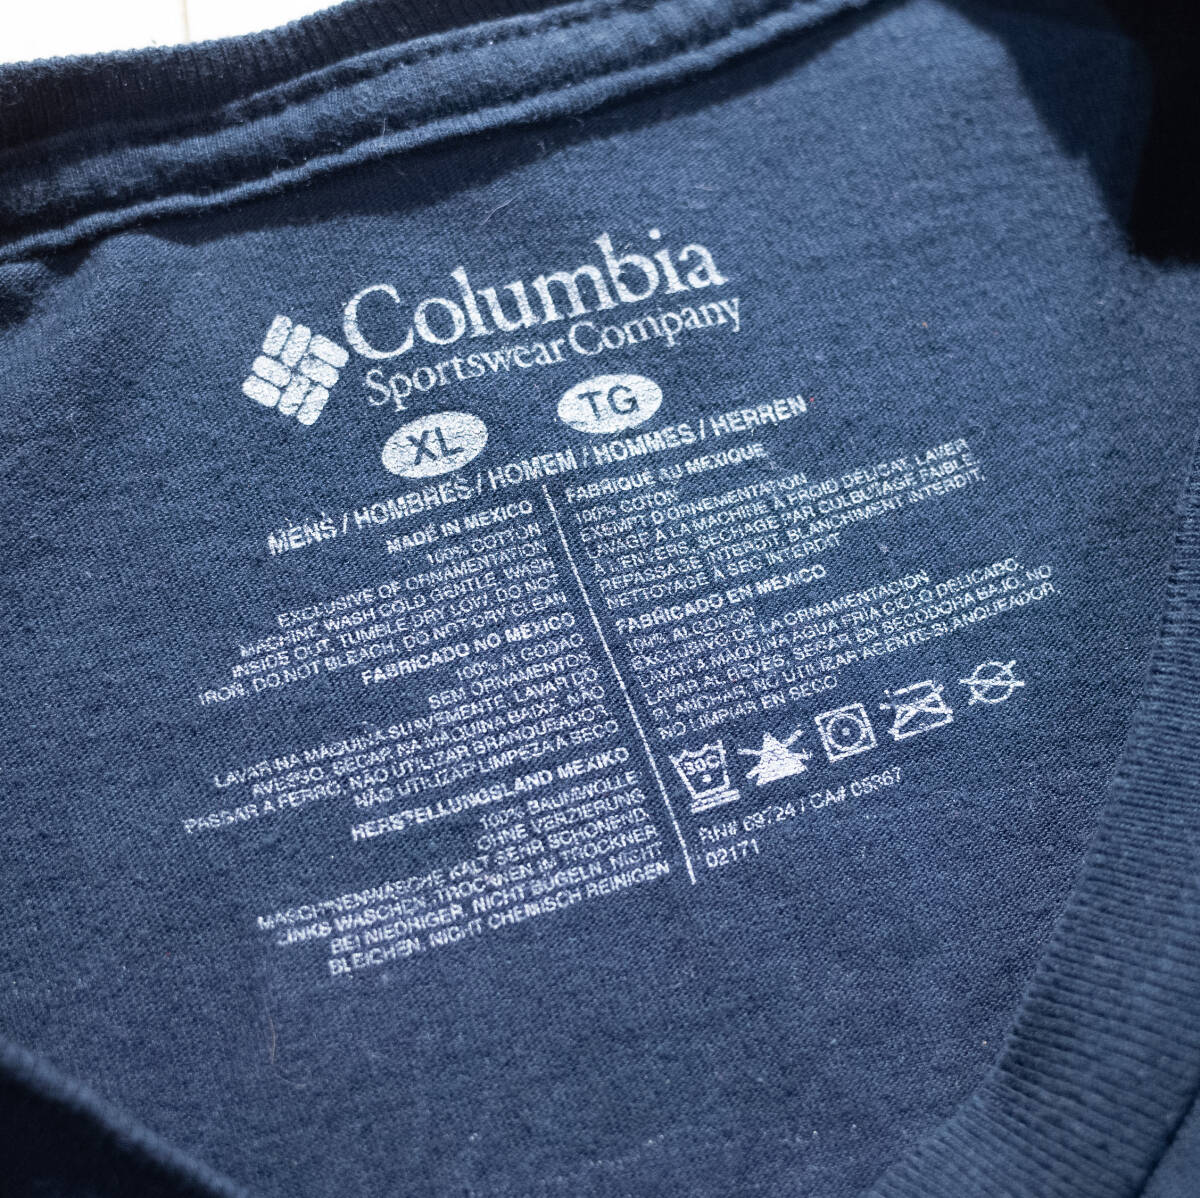 Columbia
Sportswear Company
XL TG
MENS / HOMBRES / HOMEM / HOMMES / HERREN
MADE IN MEXICO
100% COTTON
EXCLUSIVE OF ORNAMENTATION
MACHINE WASH COLD GENTLE, WASH
INSIDE OUT, TUMBLE DRY LOW, DO NOT
IRON, DO NOT BLEACH, DO NOT DRY CLEAN
FABRICADO NO MEXICO
100% ALGODAO
SEM ORNAMENTOS
LAVAR NA MAQUINA SUAVEMENTE, LAVAR DO
AVESSO, SECAR NA MAQUINA BAIXA, NAO
PASSAR A FERRO, NAO UTILIZAR BRANQUEADOR
NAO UTILIZAR LIMPEZA A SECO
HERSTELLUNGSLAND MEXIKO
100% BAUMWOLLE
OHNE VERZIERUNG
MASCHINENWASCHE KALT SEHR SCHONEND,
LINKS WASCHEN, TROCKNEN IM TROCKNER
BEI NIEDRIGER, NICHT BUGELN, NICHT
BLEICHEN, NICHT CHEMISCH REINIGEN
FABRIQUE AU MEXIQUE
100% COTON
EXEMPT D'ORNEMENTATION
LAVAGE A LA MACHINE A FROID DELICAT, LAVER
A L'ENVERS, SECHAGE PAR CULBUTAGE FAIBLE,
REPASSAGE INTERDIT, BLANCHIMENT INTERDIT,
NETTOYAGE A SEC INTERDIT
FABRICADO EN MEXICO
100% ALGODON
EXCLUSIVO DE LA ORNAMENTACION
LAVAR A MAQUINA AGUA FRIA CICLO DELICADO,
LAVAR AL REVES, SECAR EN SECODORA BAJO, NO
PLANCHAR, NO UTILIZAR AGENTE BLANQUEADOR,
NO LIMPIAR EN SECO
30C
RN# 69724 / CA# 05367
02171